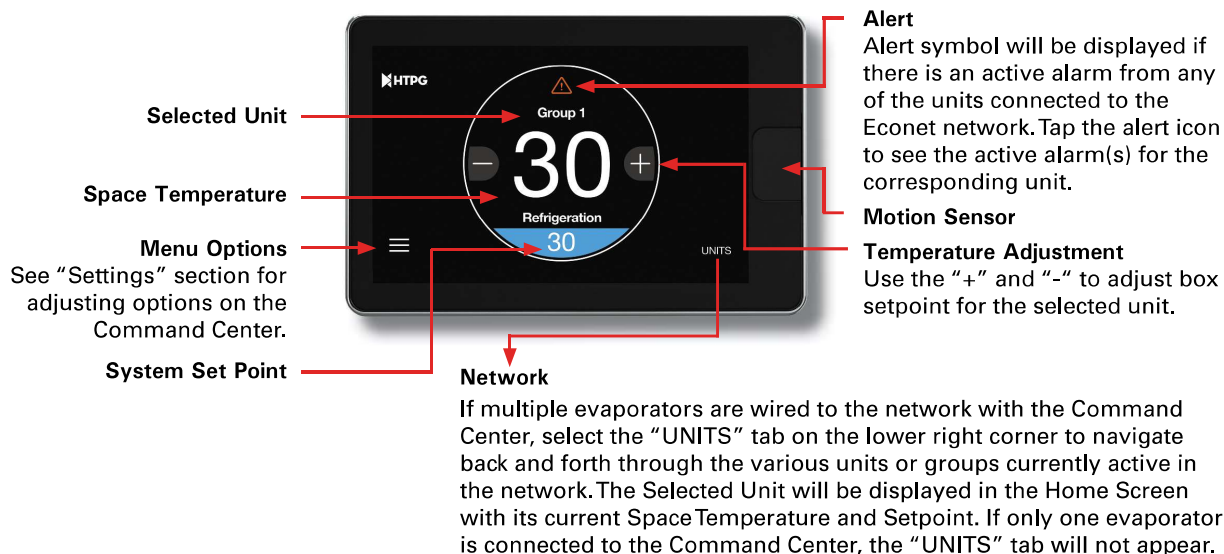 Alert
Alert symbol will be displayed if
there is an active alarm from any
of the units connected to the
Econet network. Tap the alert icon
to see the active alarm(s) for the
corresponding unit.
Motion Sensor
Temperature Adjustment
Use the “+” and “-“ to adjust box
setpoint for the selected unit.
Selected Unit
Space Temperature
Menu Options
See “Settings” section for
adjusting options on the
Command Center.
System Set Point
HTPG
Group 1
− 30 +
Refrigeration
30
UNITS
Network
If multiple evaporators are wired to the network with the Command
Center, select the “UNITS” tab on the lower right corner to navigate
back and forth through the various units or groups currently active in
the network. The Selected Unit will be displayed in the Home Screen
with its current Space Temperature and Setpoint. If only one evaporator
is connected to the Command Center, the “UNITS” tab will not appear.